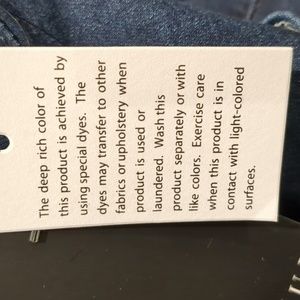 The deep rich color of
this product is achieved by
using special dyes. The
dyes may transfer to other
fabrics or upholstery when
product is used or
laundered. Wash this
product separately or with
like colors. Exercise care
when this product is in
contact with light-colored
surfaces.